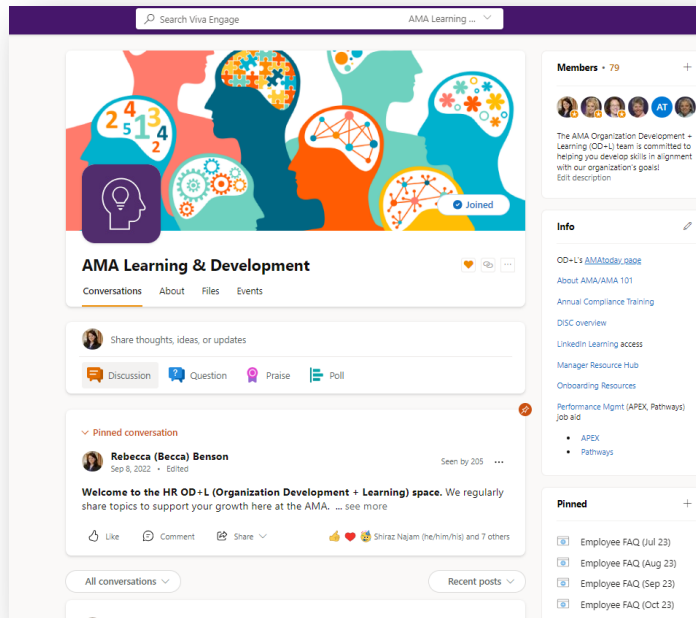 Search Viva Engage
AMA Learning ...
2 4
5 1 3 4
2
Joined
AMA Learning & Development
Conversations About Files Events
Share thoughts, ideas, or updates
Discussion Question Praise Poll
Pinned conversation
Rebecca (Becca) Benson
Sep 8, 2022 • Edited
Seen by 205 ...
Welcome to the HR OD+L (Organization Development + Learning) space. We regularly
share topics to support your growth here at the AMA. ... see more
Like Comment Share
Shiraz Najam (he/him/his) and 7 others
All conversations
Recent posts
Members • 79
AT
The AMA Organization Development +
Learning (OD+L) team is committed to
helping you develop skills in alignment
with our organization's goals!
Edit description
Info
OD+L's AMAtoday page
About AMA/AMA 101
Annual Compliance Training
DiSC overview
LinkedIn Learning access
Manager Resource Hub
Onboarding Resources
Performance Mgmt (APEX, Pathways)
job aid
• APEX
• Pathways
Pinned
Employee FAQ (Jul 23)
Employee FAQ (Aug 23)
Employee FAQ (Sep 23)
Employee FAQ (Oct 23)